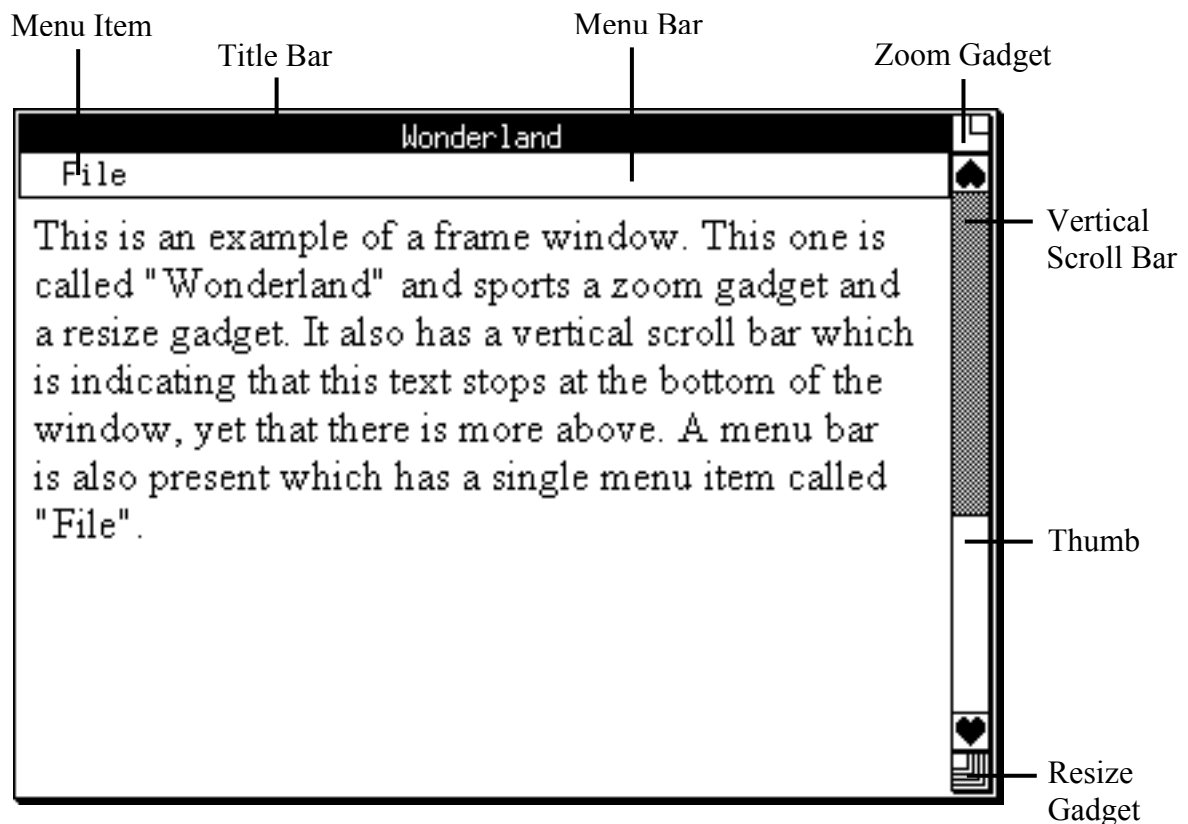 Menu Item
Title Bar
Menu Bar
Zoom Gadget
Wonderland
File
This is an example of a frame window. This one is
called "Wonderland" and sports a zoom gadget and
a resize gadget. It also has a vertical scroll bar which
is indicating that this text stops at the bottom of the
window, yet that there is more above. A menu bar
is also present which has a single menu item called
"File".
Vertical
Scroll Bar
Thumb
Resize
Gadget